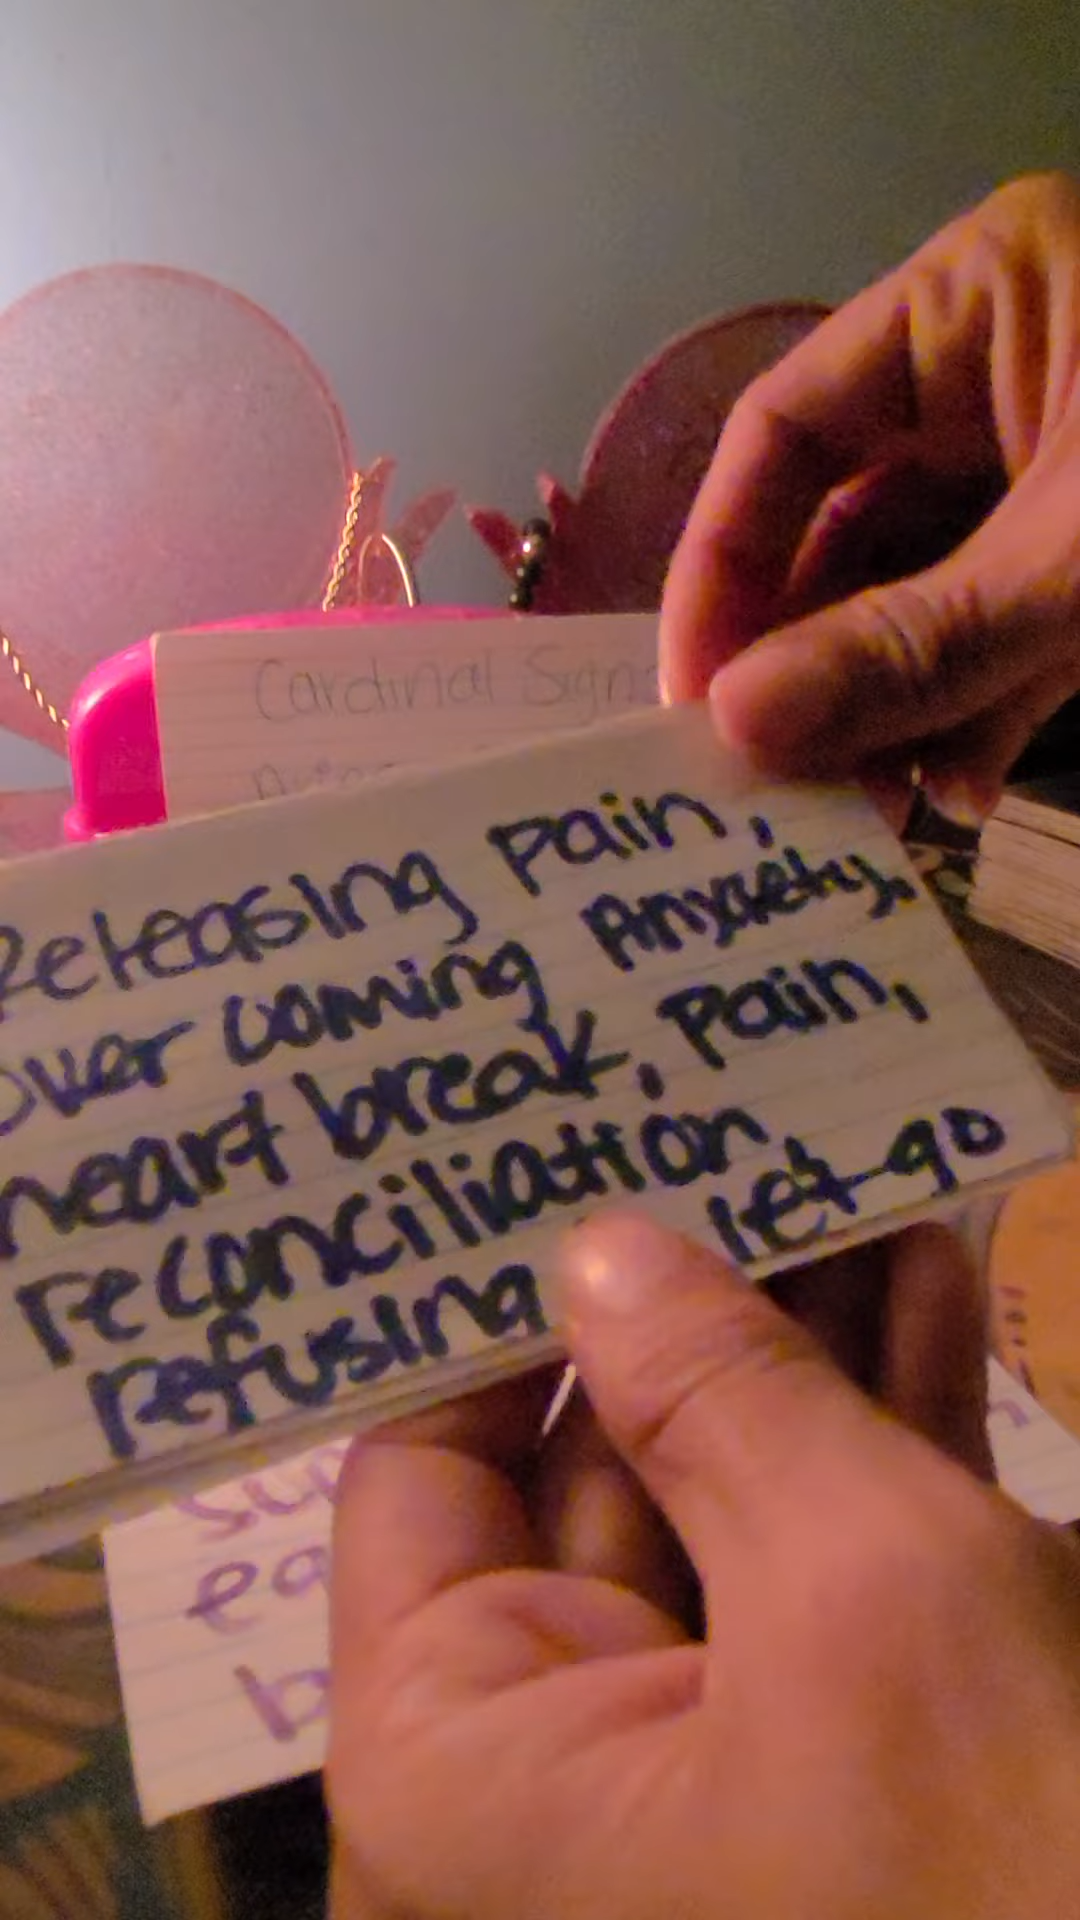 Cardinal Signs
Releasing pain,
over coming Anxiety,
heart break, pain,
reconciliation,
refusing let go